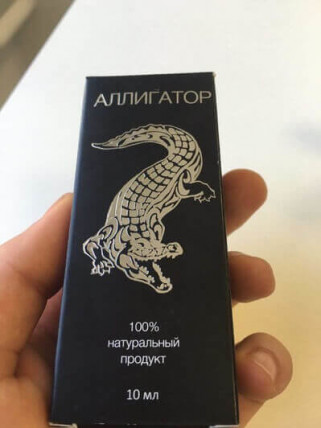 АЛЛИГАТОР
100%
натуральный
продукт
10 мл